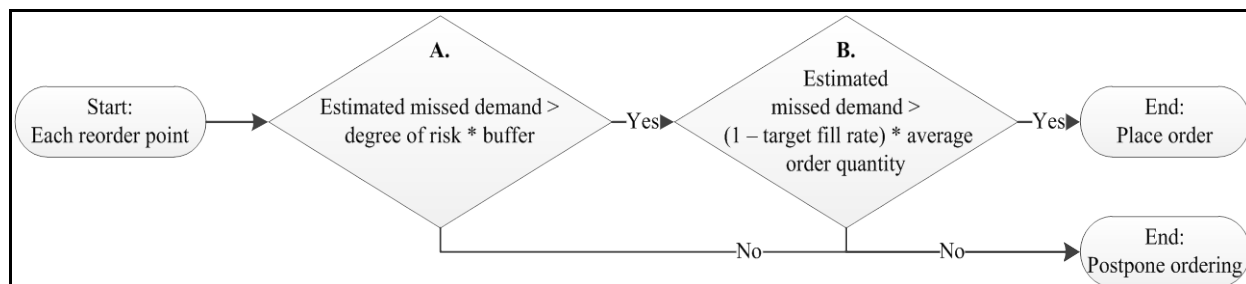 Start:
Each reorder point
A.
Estimated missed demand >
degree of risk * buffer
Yes
B.
Estimated
missed demand >
(1 – target fill rate) * average
order quantity
Yes
End:
Place order
No
No
End:
Postpone ordering